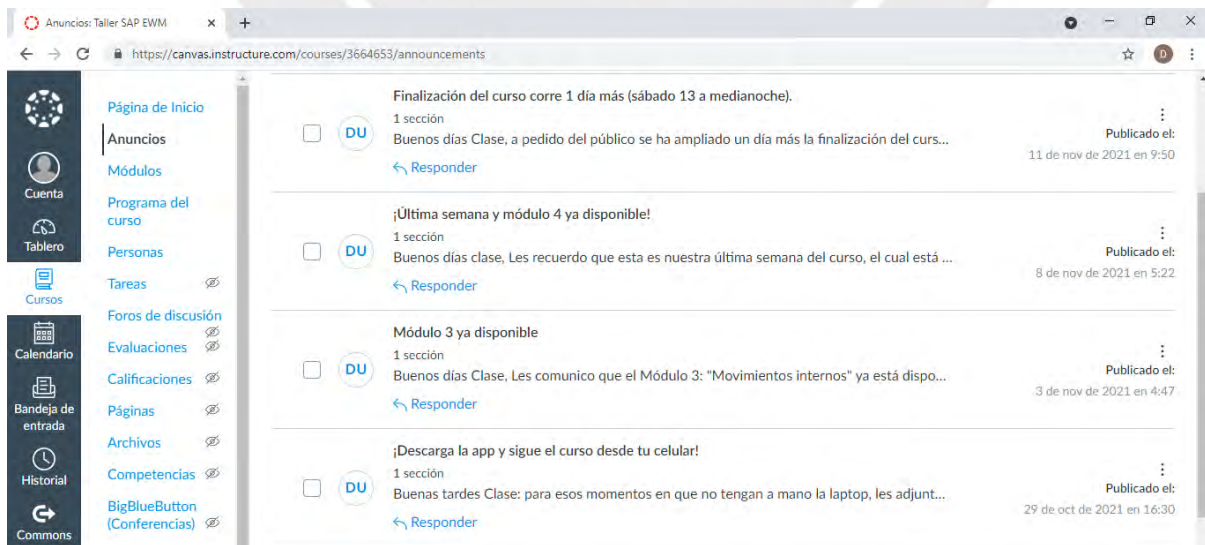 Anuncios: Taller SAP EWM
https://canvas.instructure.com/courses/3664653/announcements
D
Cuenta
Tablero
Cursos
Calendario
Bandeja de
entrada
Historial
Commons
Página de Inicio
Anuncios
Módulos
Programa del
curso
Personas
Tareas
Foros de discusión
Evaluaciones
Calificaciones
Páginas
Archivos
Competencias
BigBlueButton
(Conferencias)
Finalización del curso corre 1 día más (sábado 13 a medianoche).
1 sección
DU
Buenos días Clase, a pedido del público se ha ampliado un día más la finalización del curs...
Responder
Publicado el:
11 de nov de 2021 en 9:50
¡Última semana y módulo 4 ya disponible!
1 sección
DU
Buenos días clase, Les recuerdo que esta es nuestra última semana del curso, el cual está ...
Responder
Publicado el:
8 de nov de 2021 en 5:22
Módulo 3 ya disponible
1 sección
DU
Buenos días Clase, Les comunico que el Módulo 3: "Movimientos internos" ya está dispo...
Responder
Publicado el:
3 de nov de 2021 en 4:47
¡Descarga la app y sigue el curso desde tu celular!
1 sección
DU
Buenas tardes Clase: para esos momentos en que no tengan a mano la laptop, les adjunt...
Responder
Publicado el:
29 de oct de 2021 en 16:30